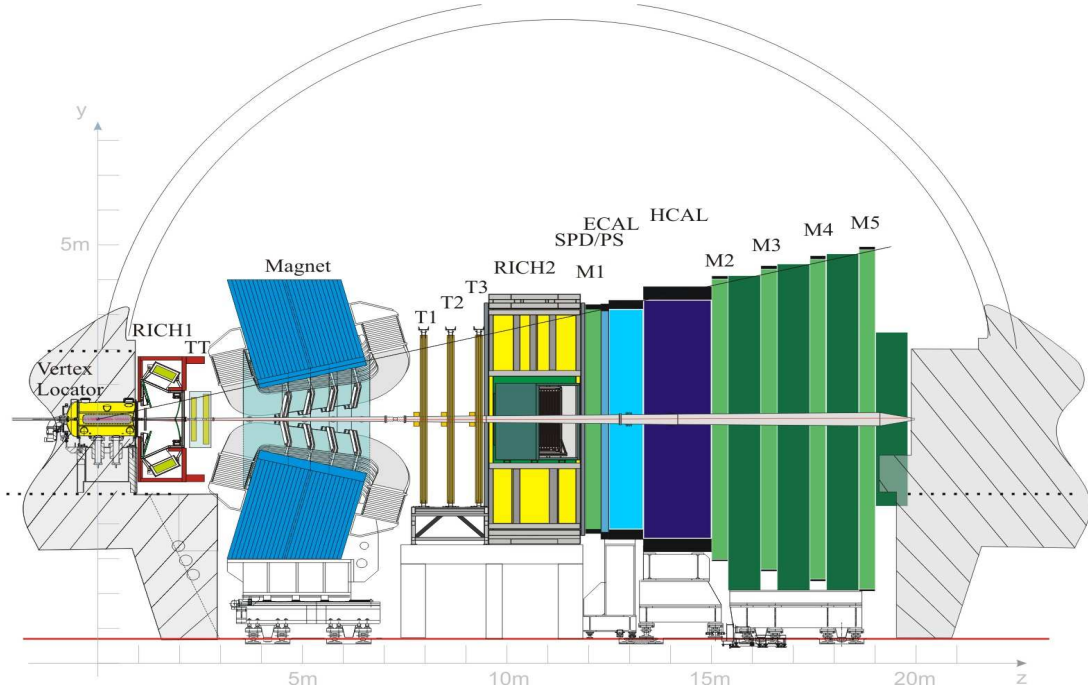 y
5m
ECAL
HCAL
SPD/PS
M1
M2
M3
M4
M5
Magnet
RICH2
T1
T2
T3
RICH1
TT
Vertex
Locator
5m
10m
15m
20m
z